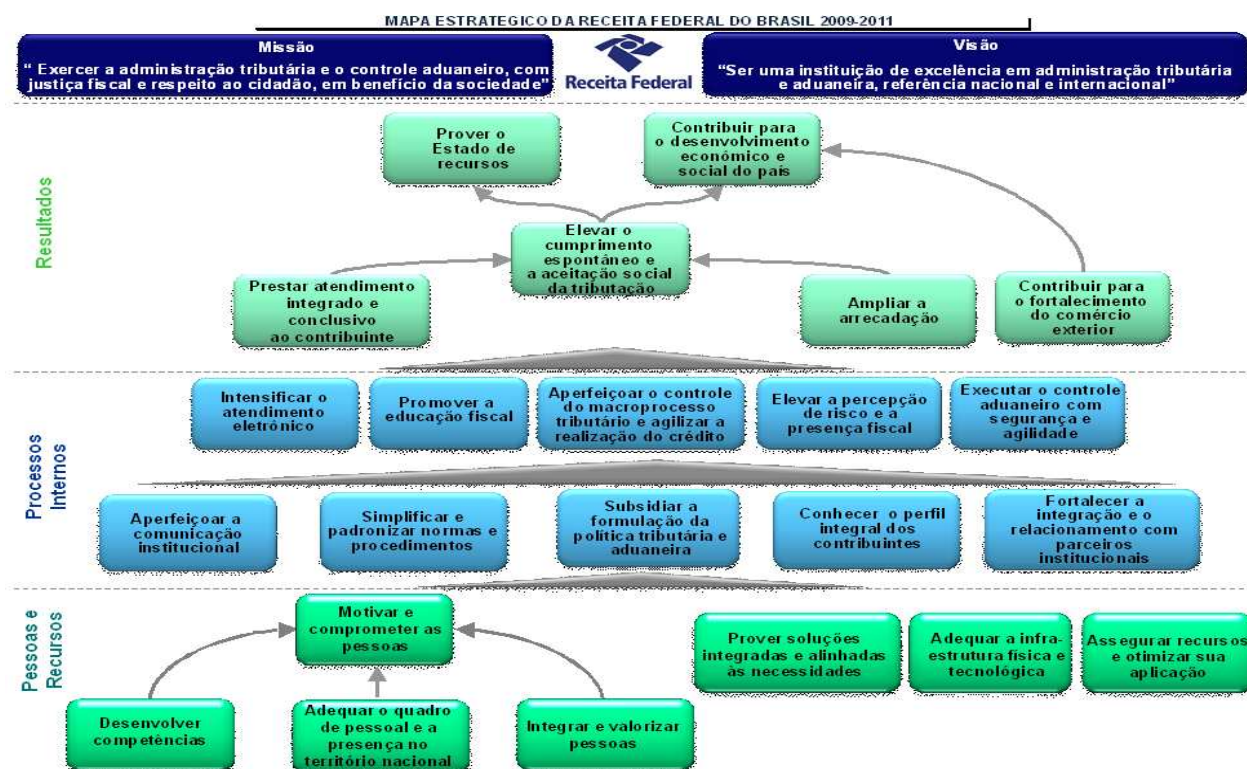 MAPA ESTRATEGICO DA RECEITA FEDERAL DO BRASIL 2009-2011
Missão
“ Exercer a administração tributária e o controle aduaneiro, com
justiça fiscal e respeito ao cidadão, em benefício da sociedade”
Receita Federal
Visão
“Ser uma instituição de excelência em administração tributária
e aduaneira, referência nacional e internacional”
Resultados
Prover o
Estado de
recursos
Contribuir para
o desenvolvimento
económico e
social do país
Elevar o
cumprimento
espontáneo e
a aceitação social
da tributação
Prestar atendimento
integrado e
conclusivo
ao contribuinte
Ampliar a
arrecadação
Contribuir para
o fortalecimento
do comércio
exterior
Processos
Internos
Intensificar o
atendimento
eletrónico
Promover a
educação fiscal
Aperfeiçoar o controle
do macroprocesso
tributário e agilizar a
realização do crédito
Elevar a percepção
de risco e a
presença fiscal
Executar o controle
aduaneiro com
segurança e
agilidade
Aperfeiçoar a
comunicação
institucional
Simplificar e
padronizar normas e
procedimentos
Subsidiar a
formulação da
política tributária e
aduaneira
Conhecer o perfil
integral dos
contribuintes
Fortalecer a
integração e o
relacionamento com
parceiros
institucionais
Pessoas e
Recursos
Motivar e
comprometer as
pessoas
Prover soluções
integradas e alinhadas
às necessidades
Adequar a infra-
estrutura física e
tecnológica
Assegurar recursos
e otimizar sua
aplicação
Desenvolver
competências
Adequar o quadro
de pessoal e a
presença no
território nacional
Integrar e valorizar
pessoas